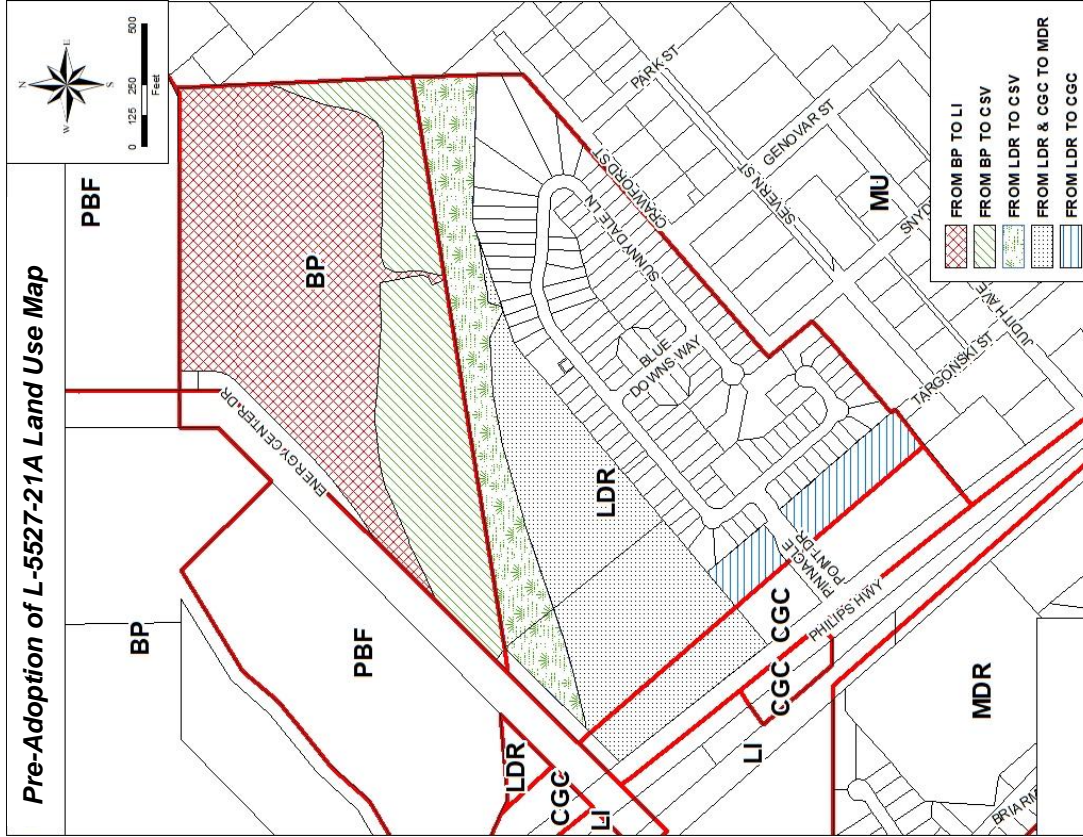 Pre-Adoption of L-5527-21A Land Use Map
N
W
E
S
0
125
250
500
Feet
PBF
BP
ENERGY CENTER DR
BP
PBF
LDR
LDR
CGC
LI
CGC
CGC
LI
MDR
MU
PARK ST
GENOVAR ST
SEVERN ST
CRAWFORD ST
SUNNYDALE LN
BLUE
DOWNS WAY
PINNACLE
POINT DR
PHILIPS HWY
TARGONSKI ST
JUDITH AVE
SNYD
BRIARM
FROM BP TO LI
FROM BP TO CSV
FROM LDR TO CSV
FROM LDR & CGC TO MDR
FROM LDR TO CGC